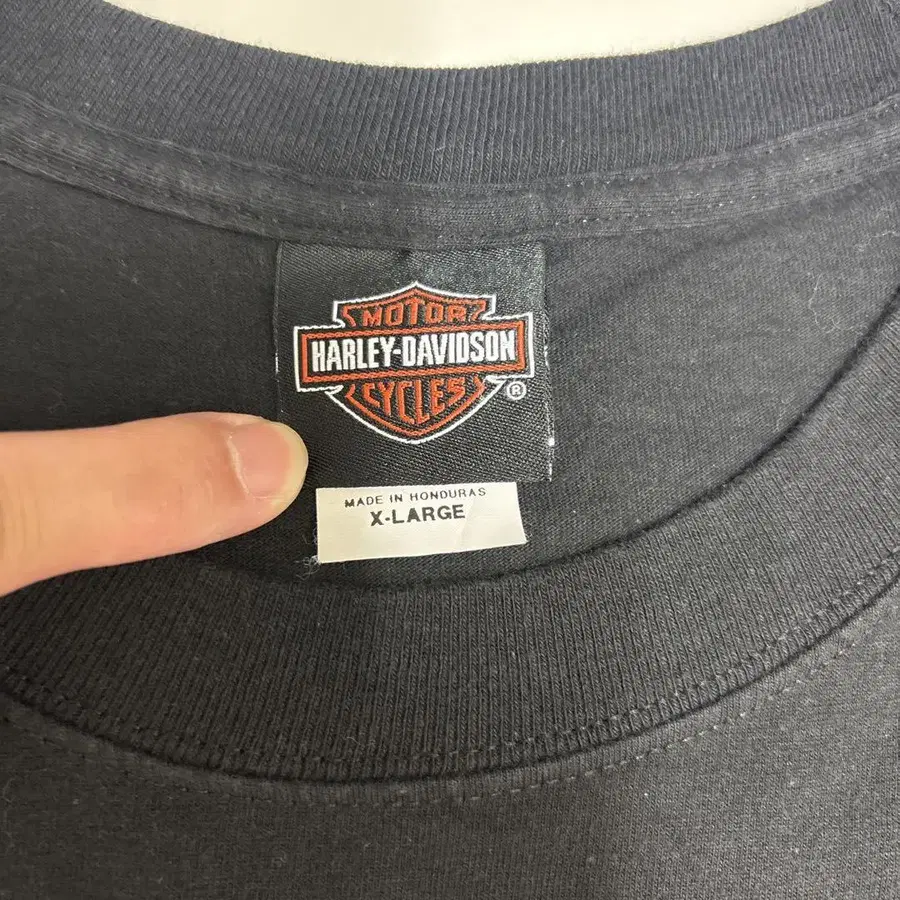 MOTOR
HARLEY-DAVIDSON
CYCLES
®
MADE IN HONDURAS
X-LARGE